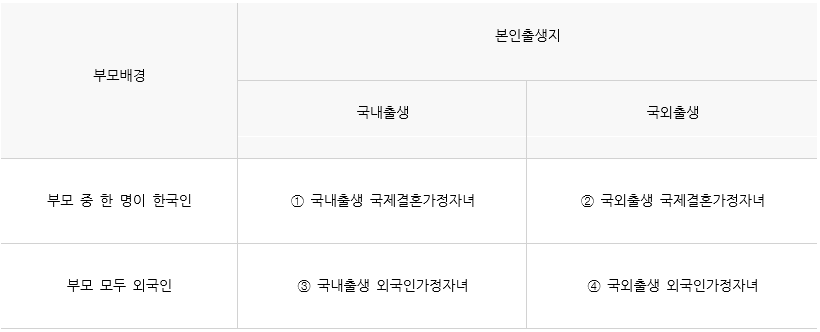 본인출생지
부모배경
국내출생 국외출생
부모 중 한 명이 한국인 ① 국내출생 국제결혼가정자녀 ② 국외출생 국제결혼가정자녀
부모 모두 외국인 ③ 국내출생 외국인가정자녀 ④ 국외출생 외국인가정자녀